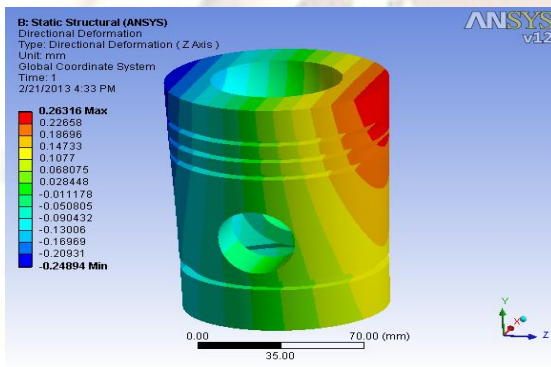 B: Static Structural (ANSYS)
Directional Deformation
Type: Directional Deformation ( Z Axis )
Unit: mm
Global Coordinate System
Time: 1
2/21/2013 4:33 PM
ANSYS
v12
0.26316 Max
0.22658
0.18696
0.14733
0.1077
0.068075
0.028448
-0.011178
-0.050805
-0.090432
-0.13006
-0.16969
-0.20931
-0.24894 Min
Y
X
Z
0.00
70.00 (mm)
35.00